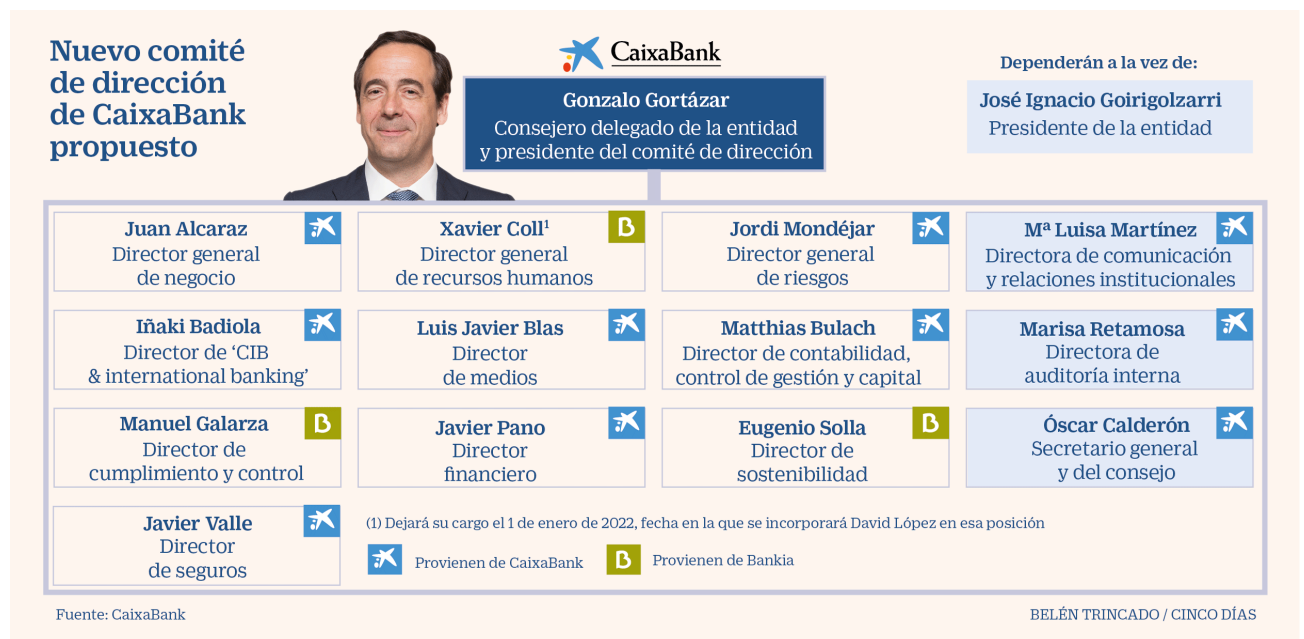 Nuevo comité
de dirección
de CaixaBank
propuesto
CaixaBank
Gonzalo Gortázar
Consejero delegado de la entidad
y presidente del comité de dirección
Dependerán a la vez de:
José Ignacio Goirigolzarri
Presidente de la entidad
Juan Alcaraz
Director general
de negocio
Xavier Coll¹
B
Director general
de recursos humanos
Jordi Mondéjar
Director general
de riesgos
Mª Luisa Martínez
Directora de comunicación
y relaciones institucionales
Iñaki Badiola
Director de ‘CIB
& international banking’
Luis Javier Blas
Director
de medios
Matthias Bulach
Director de contabilidad,
control de gestión y capital
Marisa Retamosa
Directora de
auditoría interna
Manuel Galarza
B
Director de
cumplimiento y control
Javier Pano
Director
financiero
Eugenio Solla
B
Director de
sostenibilidad
Óscar Calderón
Secretario general
y del consejo
Javier Valle
Director
de seguros
(1) Dejará su cargo el 1 de enero de 2022, fecha en la que se incorporará David López en esa posición
Provienen de CaixaBank
B
Provienen de Bankia
Fuente: CaixaBank
BELÉN TRINCADO / CINCO DÍAS